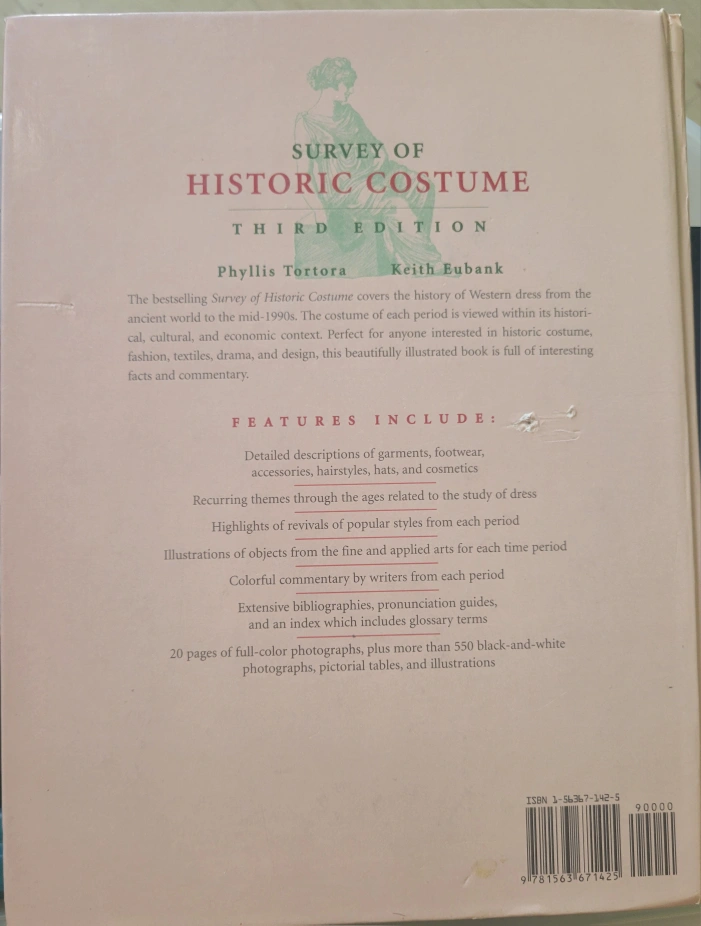 SURVEY OF
HISTORIC COSTUME
THIRD EDITION
Phyllis Tortora Keith Eubank
The bestselling Survey of Historic Costume covers the history of Western dress from the
ancient world to the mid-1990s. The costume of each period is viewed within its histori-
cal, cultural, and economic context. Perfect for anyone interested in historic costume,
fashion, textiles, drama, and design, this beautifully illustrated book is full of interesting
facts and commentary.
FEATURES INCLUDE:
Detailed descriptions of garments, footwear,
accessories, hairstyles, hats, and cosmetics
Recurring themes through the ages related to the study of dress
Highlights of revivals of popular styles from each period
Illustrations of objects from the fine and applied arts for each time period
Colorful commentary by writers from each period
Extensive bibliographies, pronunciation guides,
and an index which includes glossary terms
20 pages of full-color photographs, plus more than 550 black-and-white
photographs, pictorial tables, and illustrations
ISBN 1-56367-142-5
90000
9 781563 671425